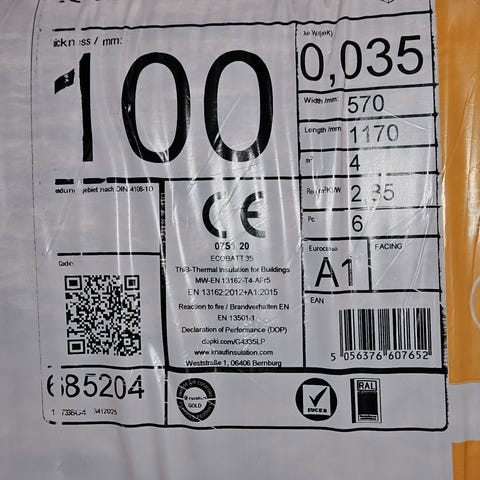 ickness / mm:
100
λD W/(mK)
0,035
Width /mm:
570
Length /mm
1170
m²
4
2,85
Pc
6
nach DIN 4108-10
CE
0751 20
ECOBATT 35
ThIB-Thermal Insulation for Buildings
MW-EN 13162-T4-AFr5
EN 13162:2012+A1:2015
Reaction to fire / Brandverhalten EN
EN 13501-1
Declaration of Performance (DOP)
dopki.com/G4335LP
www.knaufinsulation.com
Weststraße 1, 06406 Bernburg
Euroclass
A1
FACING
EAN
5 056376 607652
Code:
685204
GOLD
EUCEB
RAL